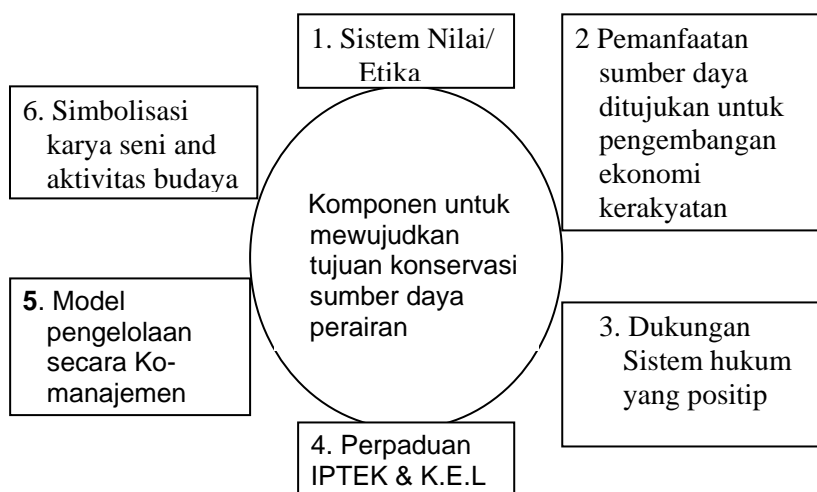 1. Sistem Nilai/
Etika
2 Pemanfaatan
sumber daya
ditujukan untuk
pengembangan
ekonomi
kerakyatan
3. Dukungan
Sistem hukum
yang positip
4. Perpaduan
IPTEK & K.E.L
5. Model
pengelolaan
secara Ko-
manajemen
6. Simbolisasi
karya seni and
aktivitas budaya
Komponen untuk
mewujudkan
tujuan konservasi
sumber daya
perairan